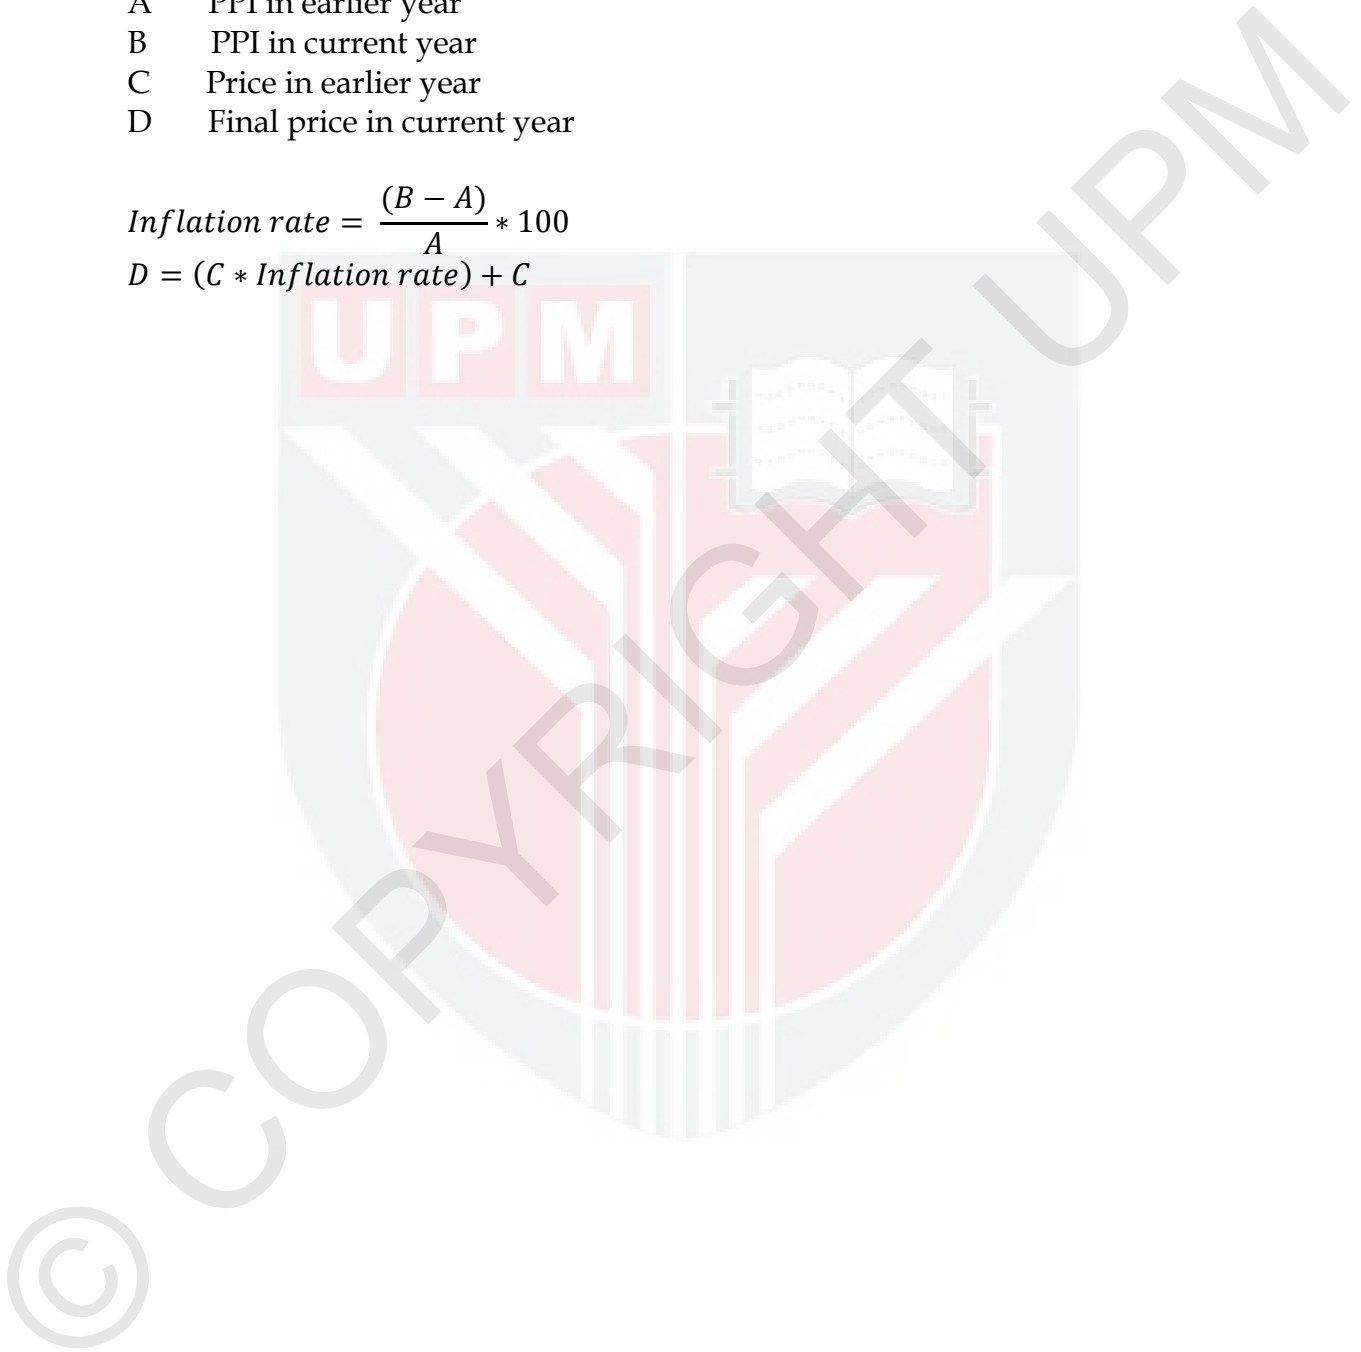 A PPI in earlier year
B PPI in current year
C Price in earlier year
D Final price in current year
Inflation rate = (B − A) / A ∗ 100
D = (C ∗ Inflation rate) + C
UPM
© COPYRIGHT UPM